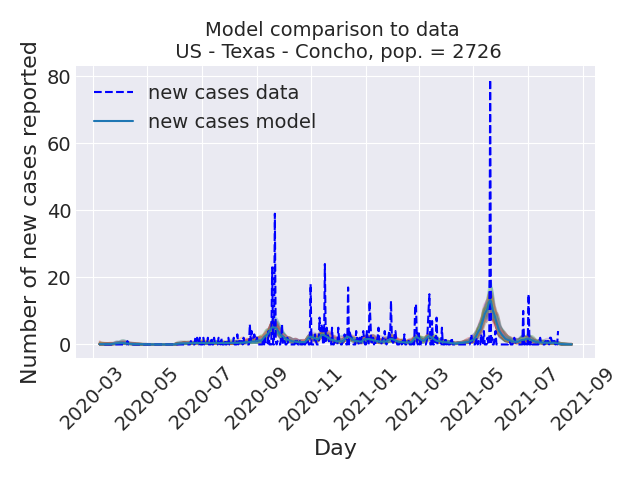 Model comparison to data
US - Texas - Concho, pop. = 2726
Number of new cases reported
80
60
40
20
0
new cases data
new cases model
2020-03
2020-05
2020-07
2020-09
2020-11
2021-01
2021-03
2021-05
2021-07
2021-09
Day